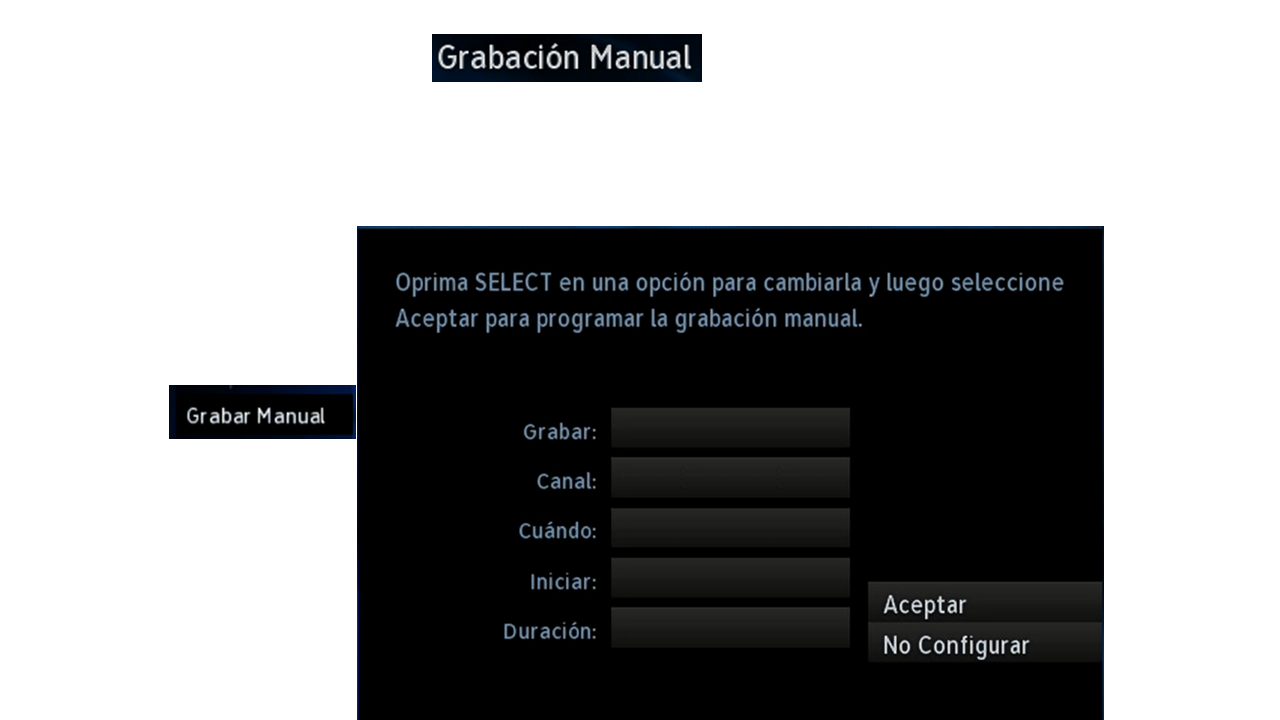 Grabación Manual
Oprima SELECT en una opción para cambiarla y luego seleccione
Aceptar para programar la grabación manual.
Grabar Manual
Grabar:
Canal:
Cuándo:
Iniciar:
Duración:
Aceptar
No Configurar